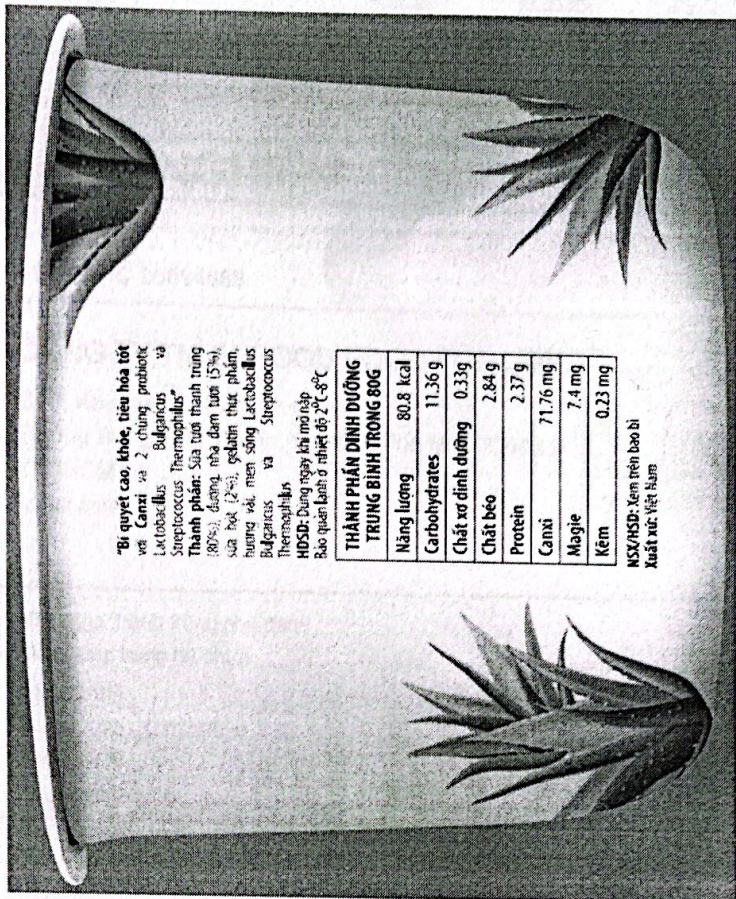 "Bí quyết cao, khỏe, tiêu hóa tốt
với Canxi và 2 chủng probiotic
Lactobacillus Bulgaricus và
Streptococcus Thermophilus"
Thành phần: Sữa tươi thanh trùng
(80%), đường, nha đam tươi (5%),
sữa bột (2%), gelatin thực phẩm,
hương vải, men sống Lactobacillus
Bulgaricus và Streptococcus
Thermophilus
HDSD: Dùng ngay khi mở nắp
Bảo quản lạnh ở nhiệt độ 2°C-8°C
THÀNH PHẦN DINH DƯỠNG
TRUNG BÌNH TRONG 80G
Năng lượng 80.8 kcal
Carbohydrates 11.36 g
Chất xơ dinh dưỡng 0.33g
Chất béo 2.84 g
Protein 2.37 g
Canxi 71.76 mg
Magie 7.4 mg
Kẽm 0.23 mg
NSX/HSD: Xem trên bao bì
Xuất xứ: Việt Nam